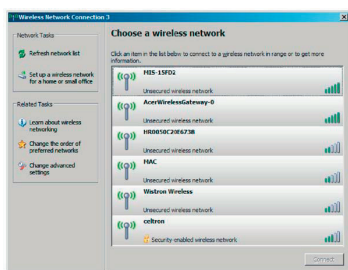 Wireless Network Connection 3
Network Tasks
Refresh network list
Set up a wireless network
for a home or small office
Related Tasks
Learn about wireless
networking
Change the order of
preferred networks
Change advanced
settings
Choose a wireless network
Click an item in the list below to connect to a wireless network in range or to get more
information.
MIS-15FD2
Unsecured wireless network
AcerWirelessGateway-0
Unsecured wireless network
HR0050C20E6738
Unsecured wireless network
MAC
Unsecured wireless network
Wistron Wireless
Unsecured wireless network
celtron
Security-enabled wireless network
Connect